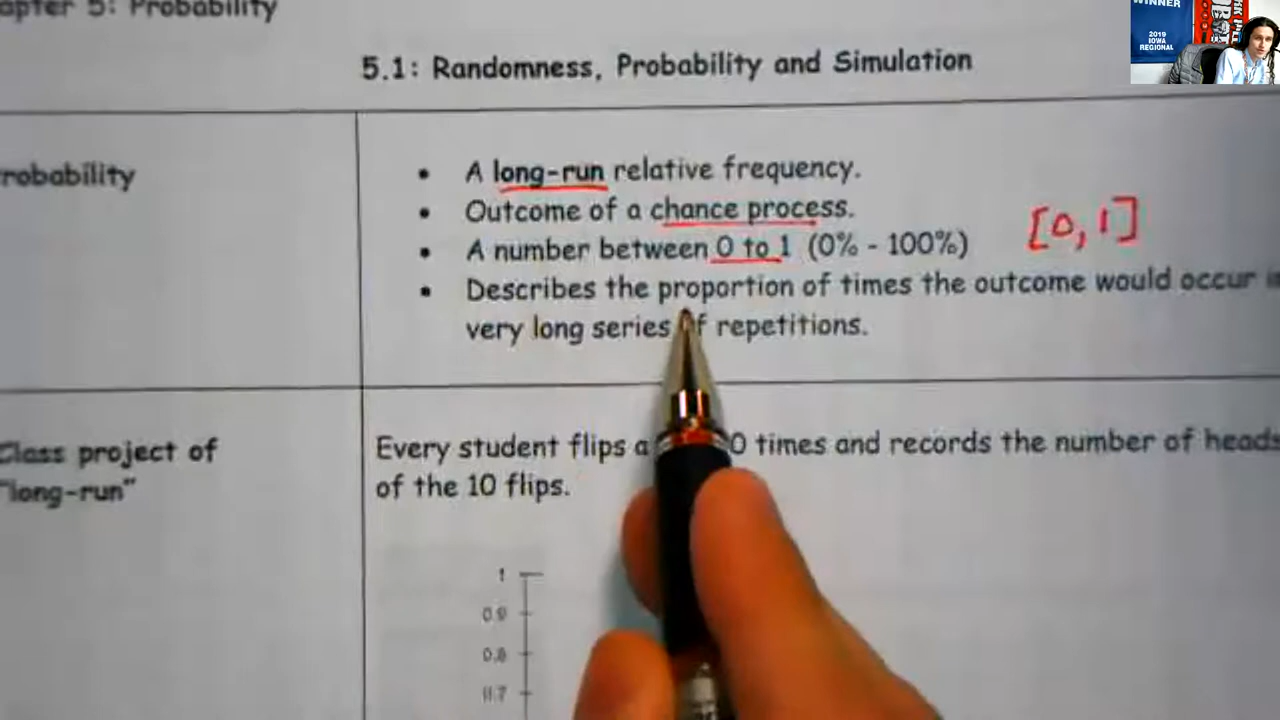 Chapter 5: Probability
WINNER
2019
IOWA
REGIONAL
5.1: Randomness, Probability and Simulation
Probability
• A long-run relative frequency.
• Outcome of a chance process.
• A number between 0 to 1 (0% - 100%)
[0, 1]
• Describes the proportion of times the outcome would occur
very long series of repetitions.
Class project of
"long-run"
Every student flips a 0 times and records the number of heads
of the 10 flips.
1
0.9
0.8
0.7